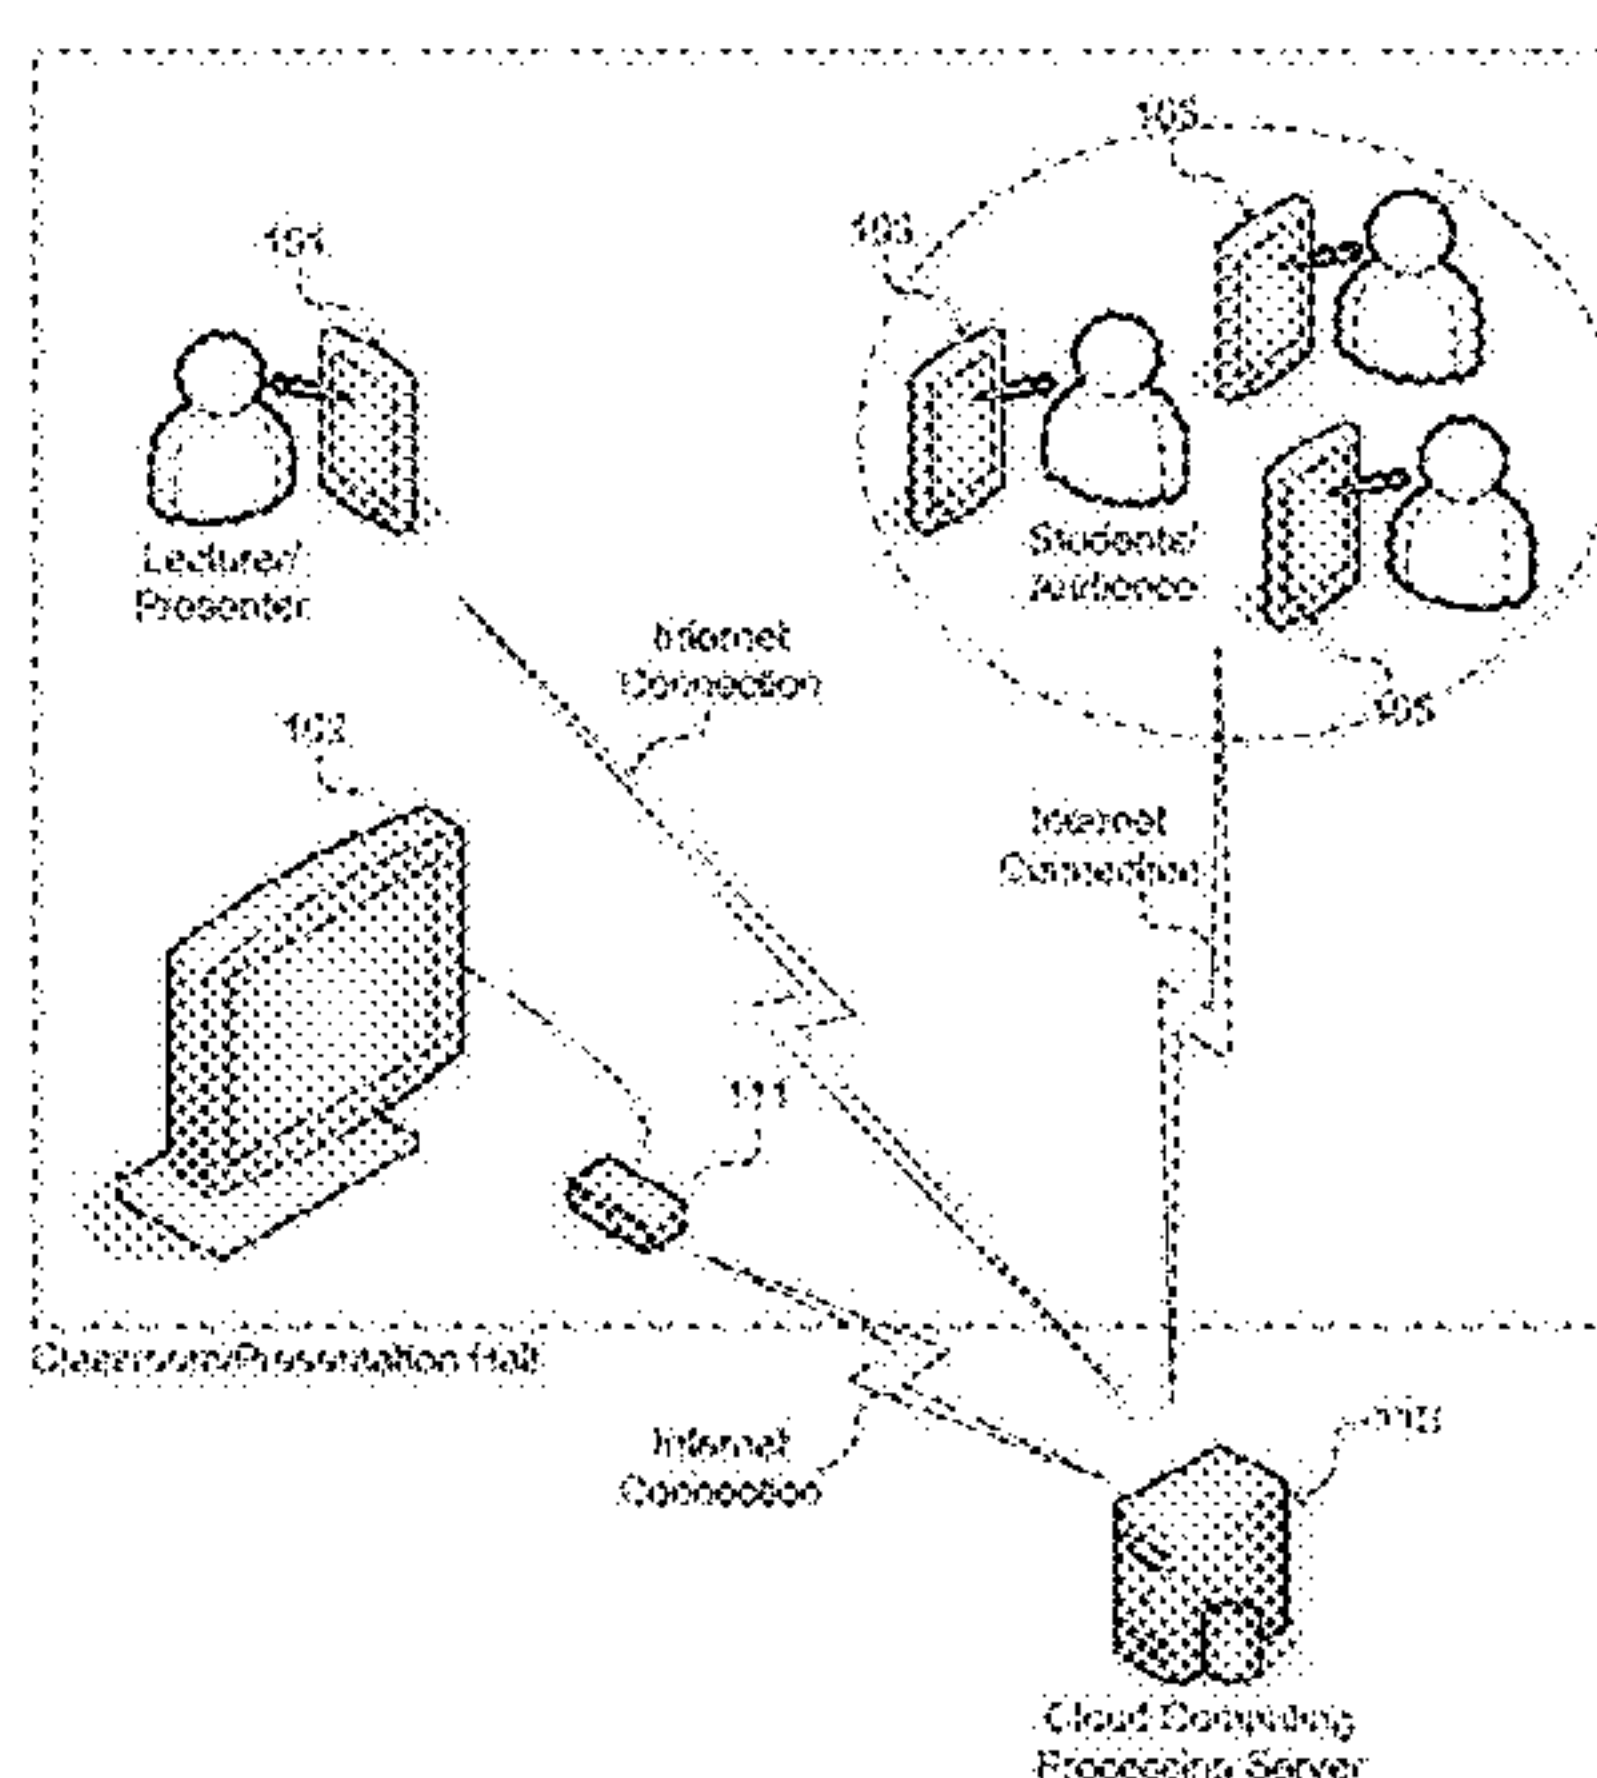 105
101
Lecturer/
Presenter
Students/
Audience
Internet
Connection
105
102
Internet
Connection
111
Classroom/Presentation Hall
Internet
Connection
Cloud Computing
Processing Server